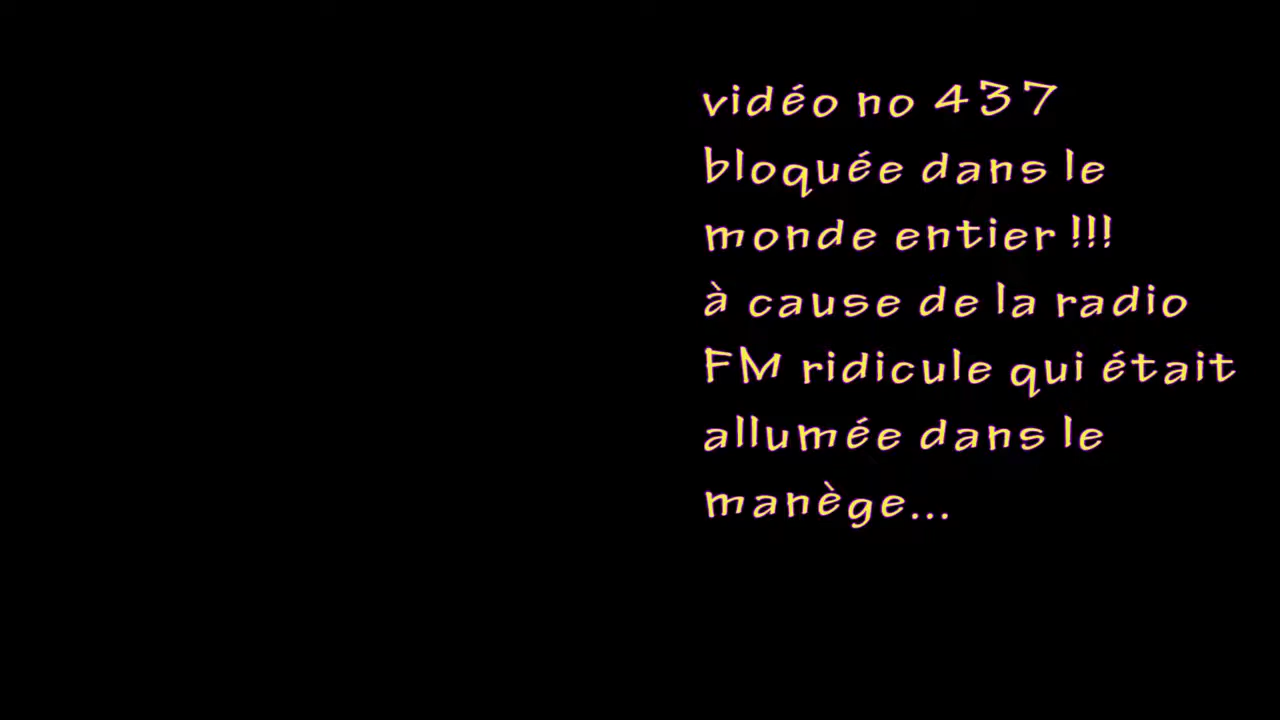 vidéo no 437
bloquée dans le
monde entier !!!
à cause de la radio
FM ridicule qui était
allumée dans le
manège...